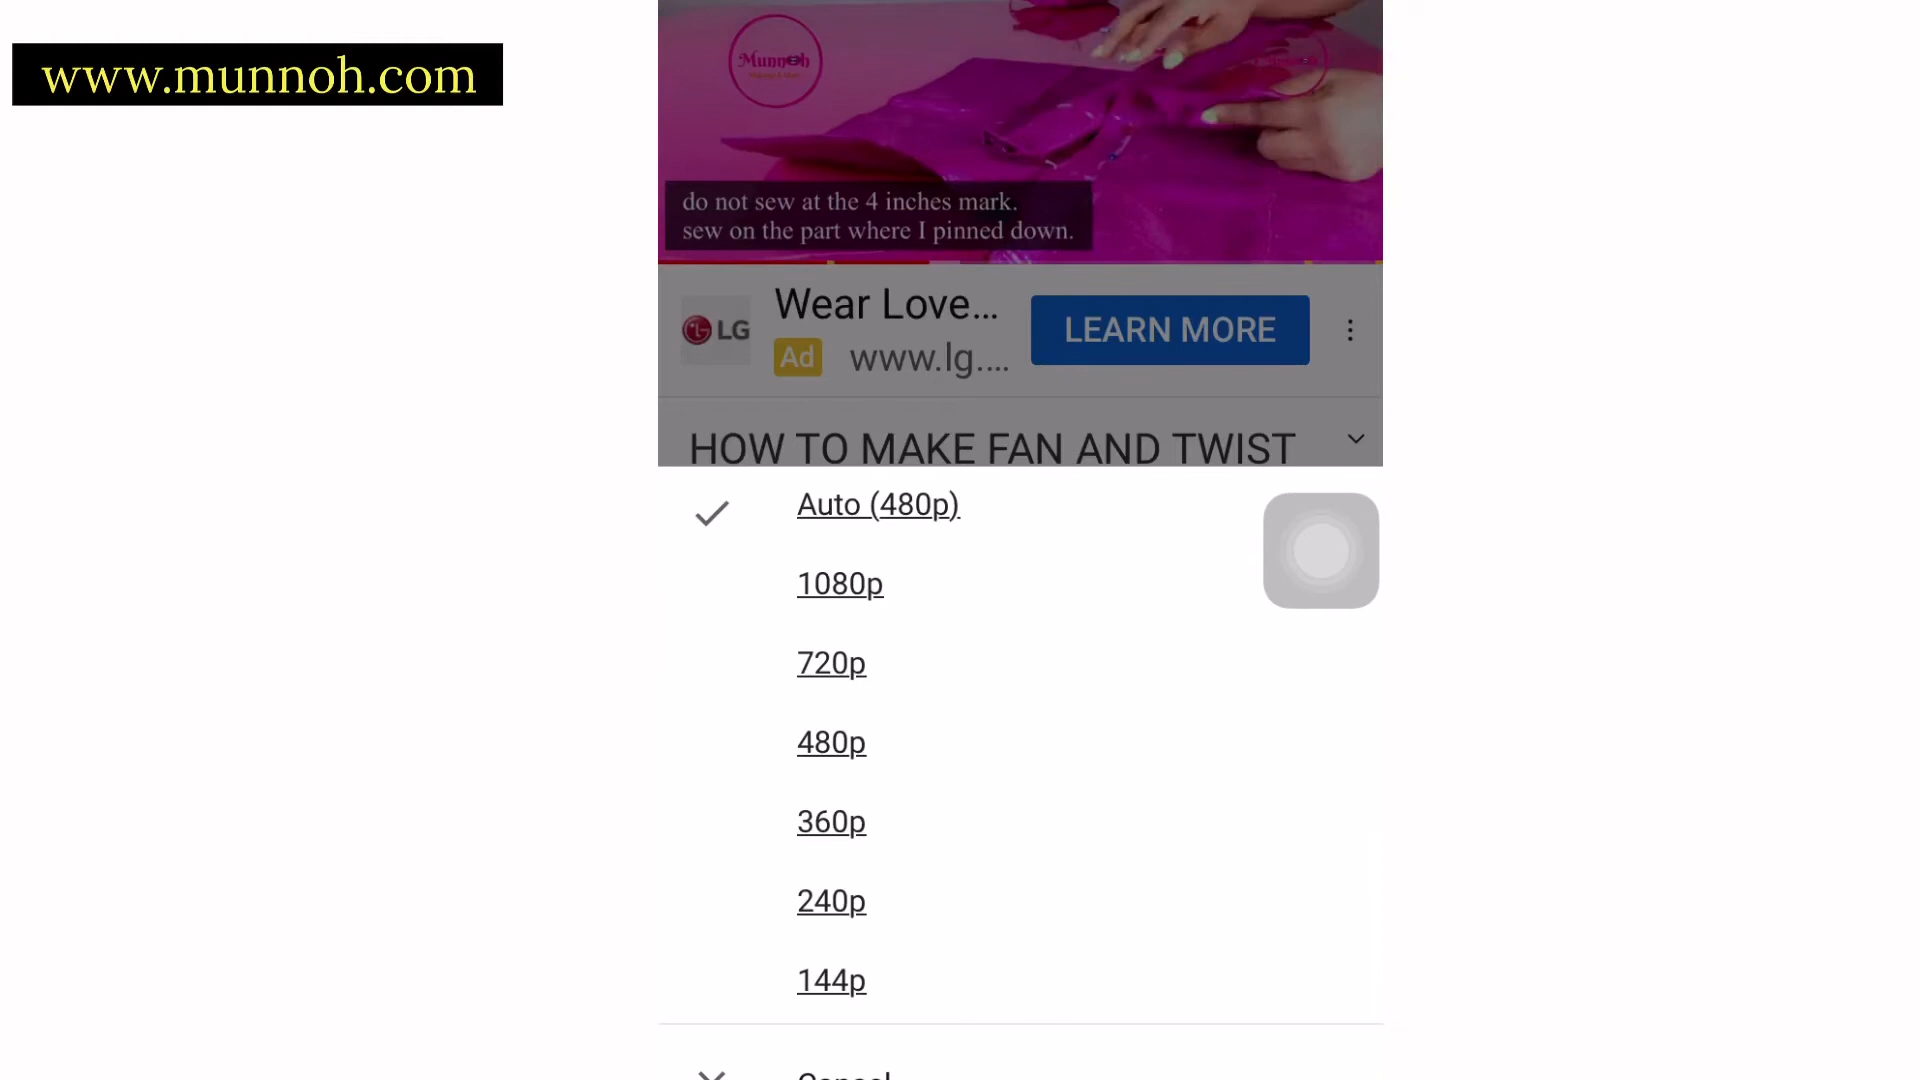 www.munnoh.com
Munnoh
do not sew at the 4 inches mark.
sew on the part where I pinned down.
LG
Wear Love...
Ad www.lg....
LEARN MORE
HOW TO MAKE FAN AND TWIST
Auto (480p)
1080p
720p
480p
360p
240p
144p
Cancel